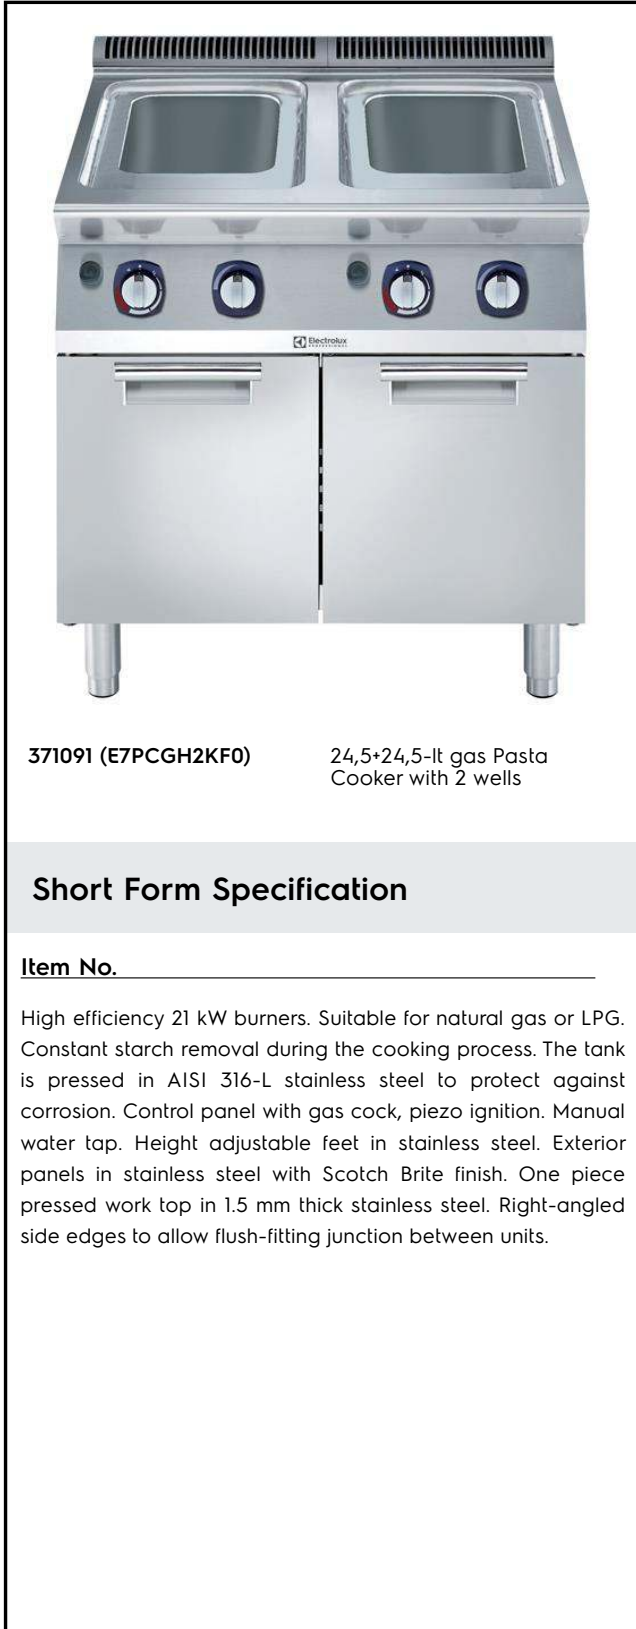 Electrolux
PROFESSIONAL
371091 (E7PCGH2KF0)
24,5+24,5-lt gas Pasta
Cooker with 2 wells
Short Form Specification
Item No.
High efficiency 21 kW burners. Suitable for natural gas or LPG.
Constant starch removal during the cooking process. The tank
is pressed in AISI 316-L stainless steel to protect against
corrosion. Control panel with gas cock, piezo ignition. Manual
water tap. Height adjustable feet in stainless steel. Exterior
panels in stainless steel with Scotch Brite finish. One piece
pressed work top in 1.5 mm thick stainless steel. Right-angled
side edges to allow flush-fitting junction between units.